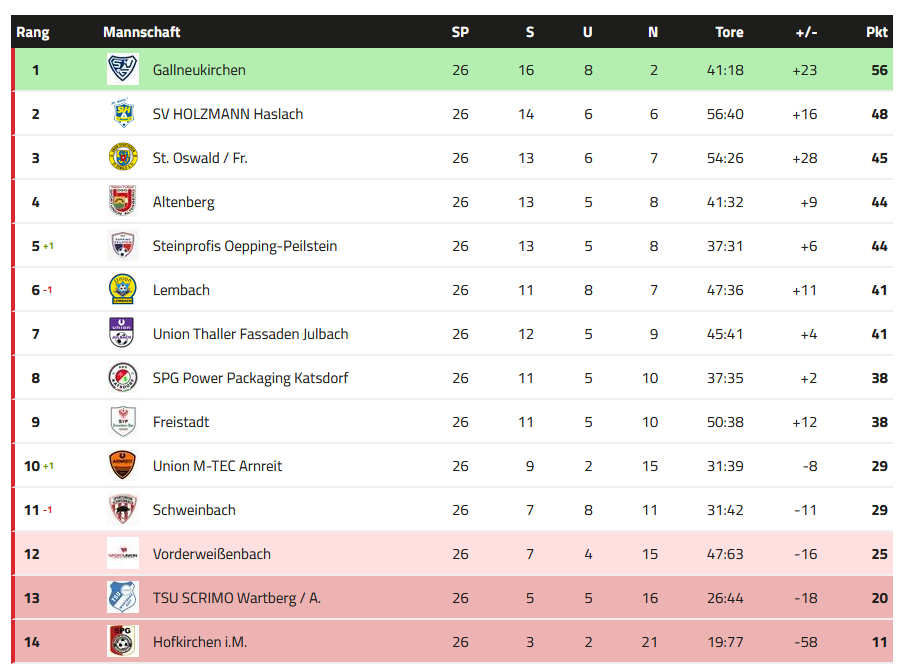 Rang Mannschaft SP S U N Tore +/- Pkt
1 Gallneukirchen 26 16 8 2 41:18 +23 56
2 SV HOLZMANN Haslach 26 14 6 6 56:40 +16 48
3 St. Oswald / Fr. 26 13 6 7 54:26 +28 45
4 Altenberg 26 13 5 8 41:32 +9 44
5 +1 Steinprofis Oepping-Peilstein 26 13 5 8 37:31 +6 44
6 -1 Lembach 26 11 8 7 47:36 +11 41
7 Union Thaller Fassaden Julbach 26 12 5 9 45:41 +4 41
8 SPG Power Packaging Katsdorf 26 11 5 10 37:35 +2 38
9 Freistadt 26 11 5 10 50:38 +12 38
10 +1 Union M-TEC Arnreit 26 9 2 15 31:39 -8 29
11 -1 Schweinbach 26 7 8 11 31:42 -11 29
12 Vorderweißenbach 26 7 4 15 47:63 -16 25
13 TSU SCRIMO Wartberg / A. 26 5 5 16 26:44 -18 20
14 Hofkirchen i.M. 26 3 2 21 19:77 -58 11